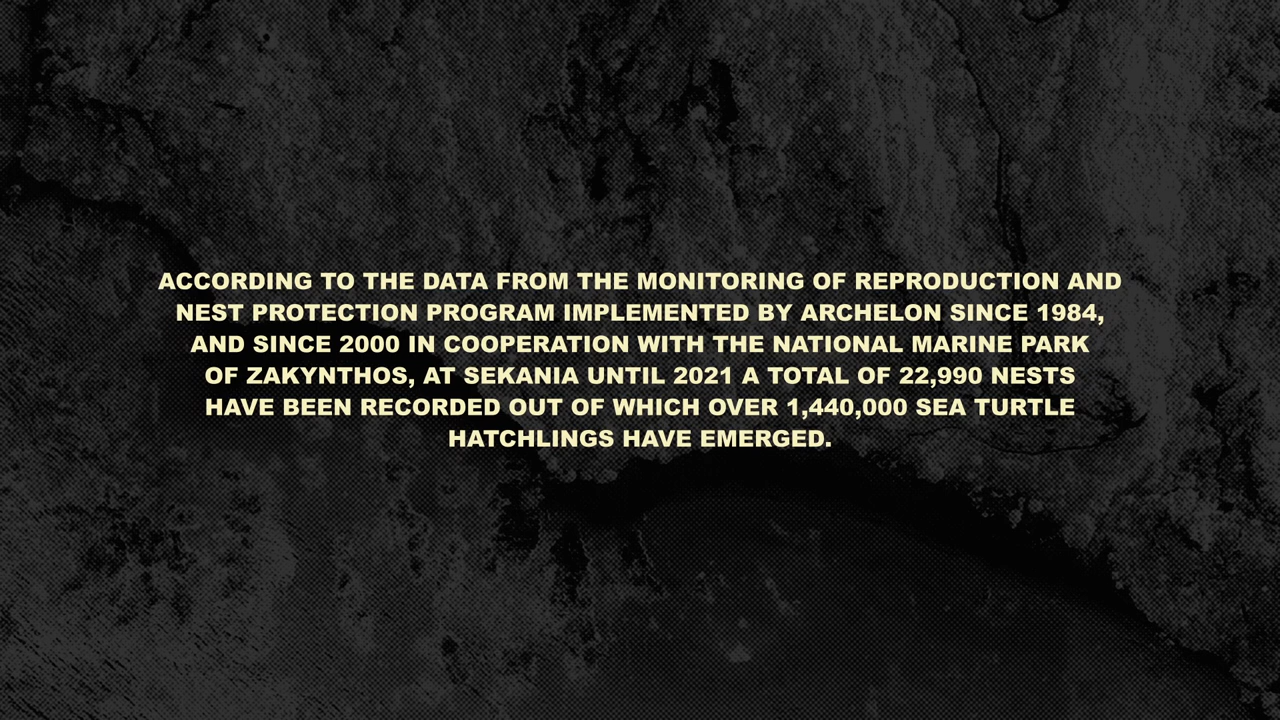 ACCORDING TO THE DATA FROM THE MONITORING OF REPRODUCTION AND
NEST PROTECTION PROGRAM IMPLEMENTED BY ARCHELON SINCE 1984,
AND SINCE 2000 IN COOPERATION WITH THE NATIONAL MARINE PARK
OF ZAKYNTHOS, AT SEKANIA UNTIL 2021 A TOTAL OF 22,990 NESTS
HAVE BEEN RECORDED OUT OF WHICH OVER 1,440,000 SEA TURTLE
HATCHLINGS HAVE EMERGED.